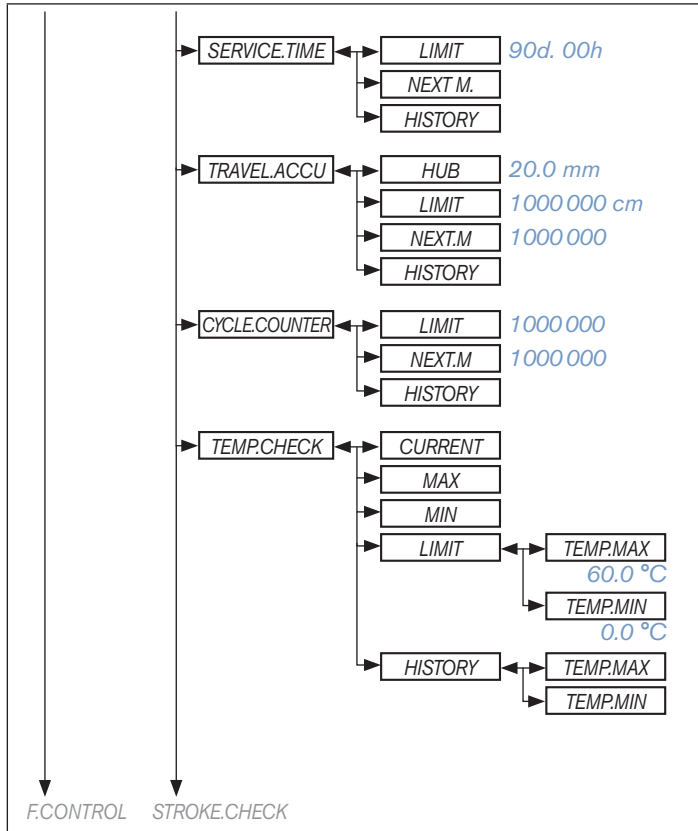 SERVICE.TIME LIMIT 90d. 00h
NEXT M.
HISTORY
TRAVEL.ACCU HUB 20.0 mm
LIMIT 1000 000 cm
NEXT.M 1000 000
HISTORY
CYCLE.COUNTER LIMIT 1000 000
NEXT.M 1000 000
HISTORY
TEMP.CHECK CURRENT
MAX
MIN
LIMIT TEMP.MAX
60.0 °C
TEMP.MIN
0.0 °C
HISTORY TEMP.MAX
TEMP.MIN
F.CONTROL STROKE.CHECK